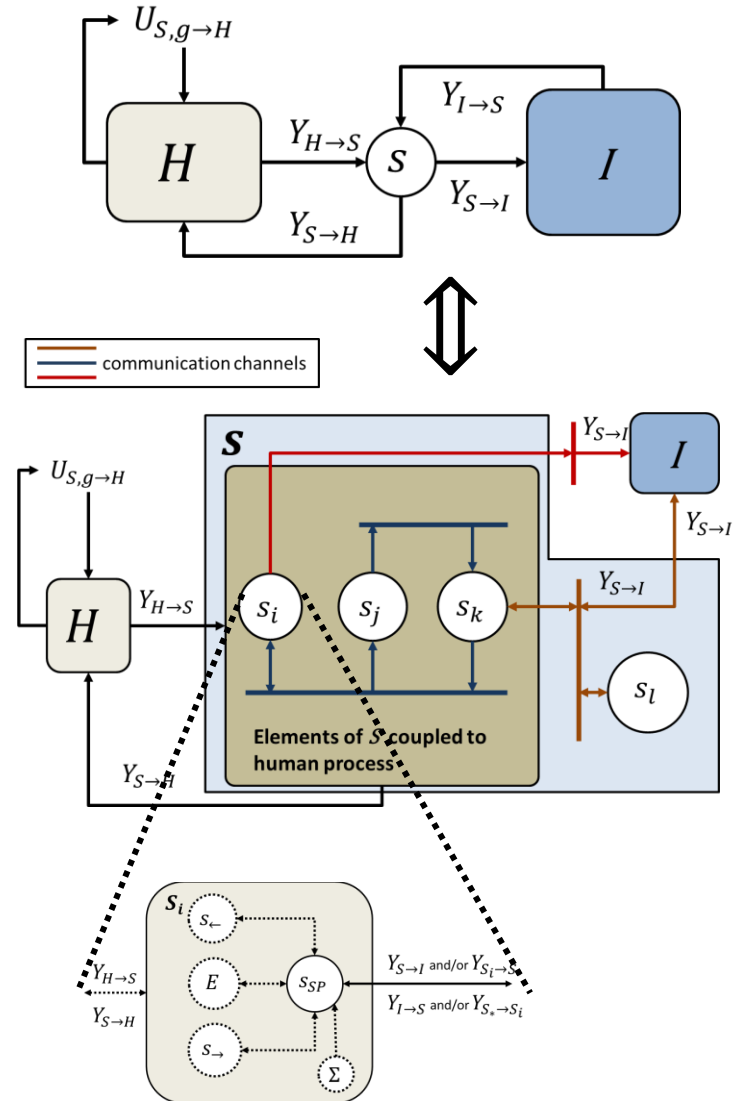 U_{S,g→H}
Y_{I→S}
H
Y_{H→S}
S
I
Y_{S→I}
Y_{S→H}
communication channels
S
Y_{S→I}
I
U_{S,g→H}
Y_{S→I}
Y_{H→S}
Y_{S→I}
H
s_i
s_j
s_k
s_l
Elements of S coupled to
human process
Y_{S→H}
S_i
s_←
Y_{H→S}
E
s_{SP}
Y_{S→I} and/or Y_{S_i→S}
Y_{S→H}
Y_{I→S} and/or Y_{S_*→s_i}
s_→
Σ